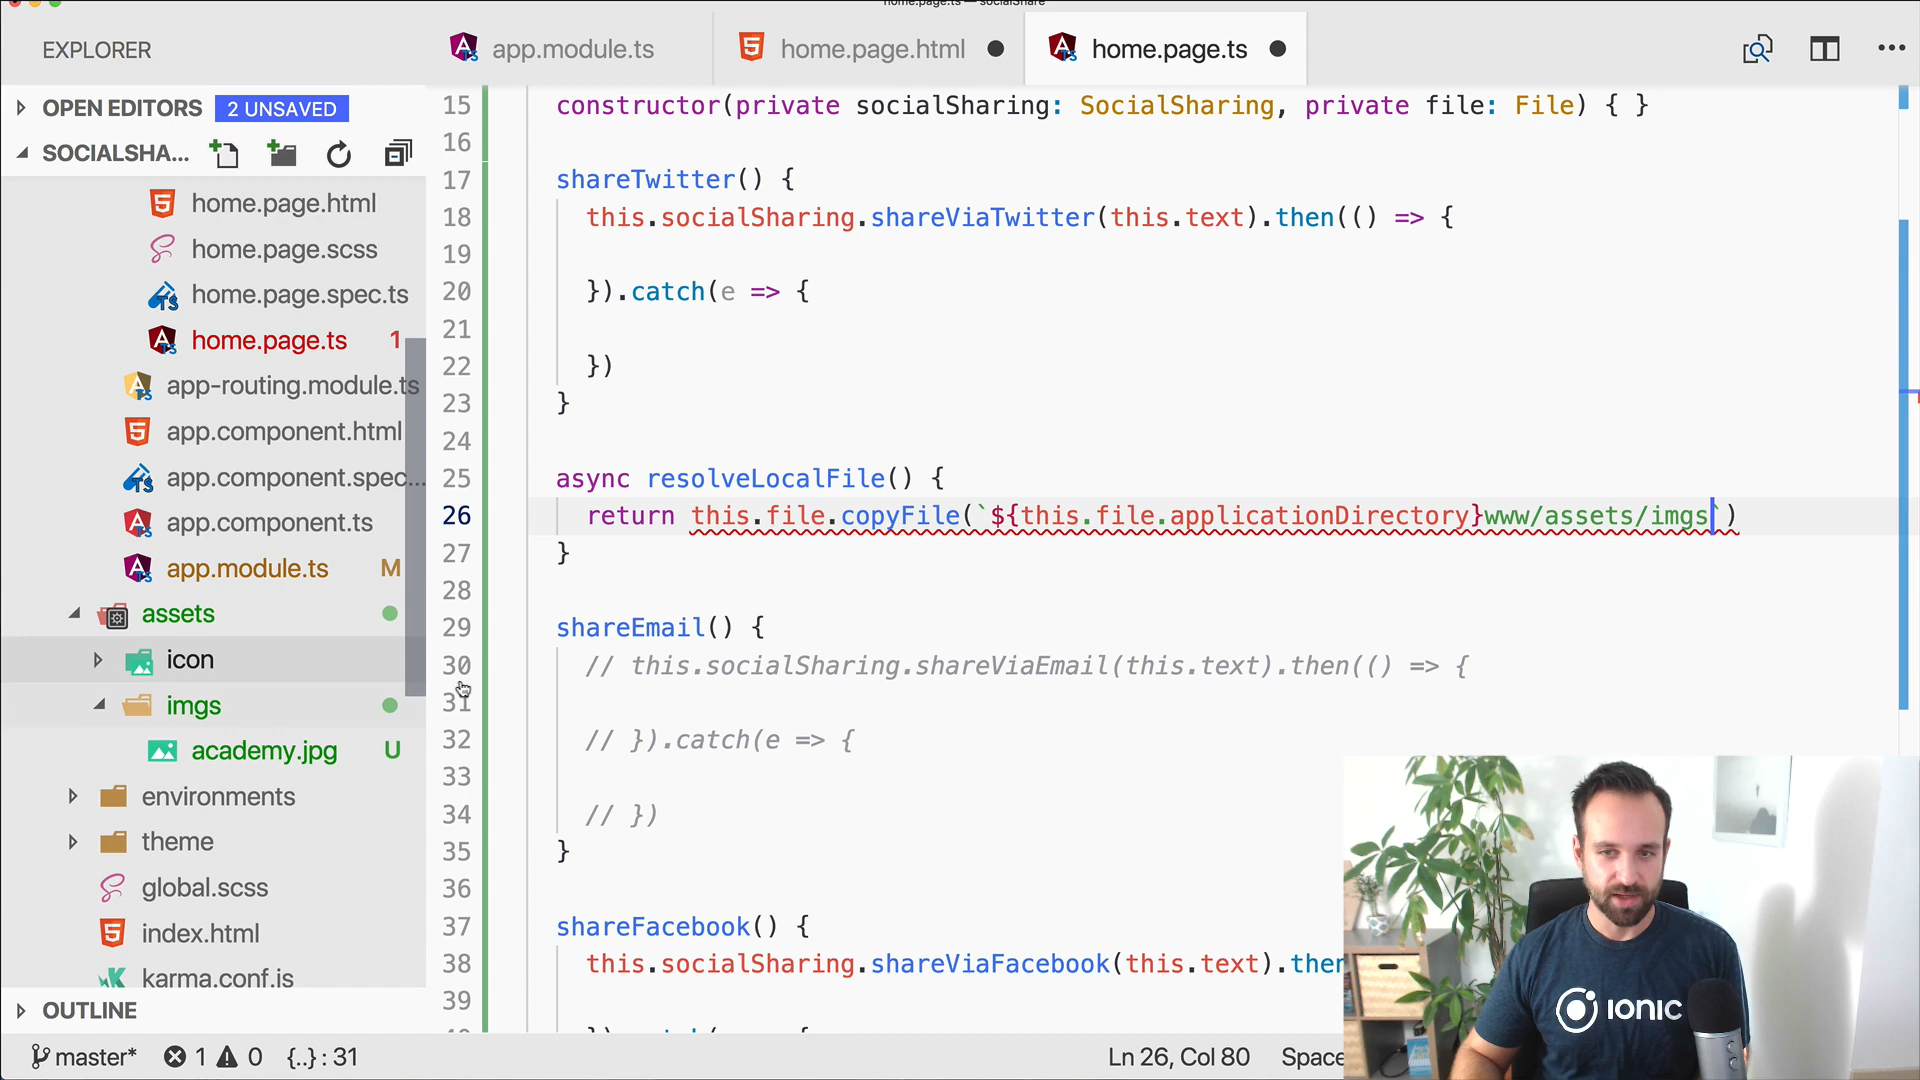 home.page.ts — socialShare
EXPLORER
app.module.ts
home.page.html
home.page.ts
OPEN EDITORS
2 UNSAVED
SOCIALSHA...
home.page.html
home.page.scss
home.page.spec.ts
home.page.ts 1
app-routing.module.ts
app.component.html
app.component.spec...
app.component.ts
app.module.ts M
assets
icon
imgs
academy.jpg U
environments
theme
global.scss
index.html
karma.conf.js
OUTLINE
15 constructor(private socialSharing: SocialSharing, private file: File) { }
16
17 shareTwitter() {
18 this.socialSharing.shareViaTwitter(this.text).then(() => {
19
20 }).catch(e => {
21
22 })
23 }
24
25 async resolveLocalFile() {
26 return this.file.copyFile(`${this.file.applicationDirectory}www/assets/imgs`)
27 }
28
29 shareEmail() {
30 // this.socialSharing.shareViaEmail(this.text).then(() => {
31
32 // }).catch(e => {
33
34 // })
35 }
36
37 shareFacebook() {
38 this.socialSharing.shareViaFacebook(this.text).then
39
master* 1 0 {..} : 31
Ln 26, Col 80
Space
IONIC